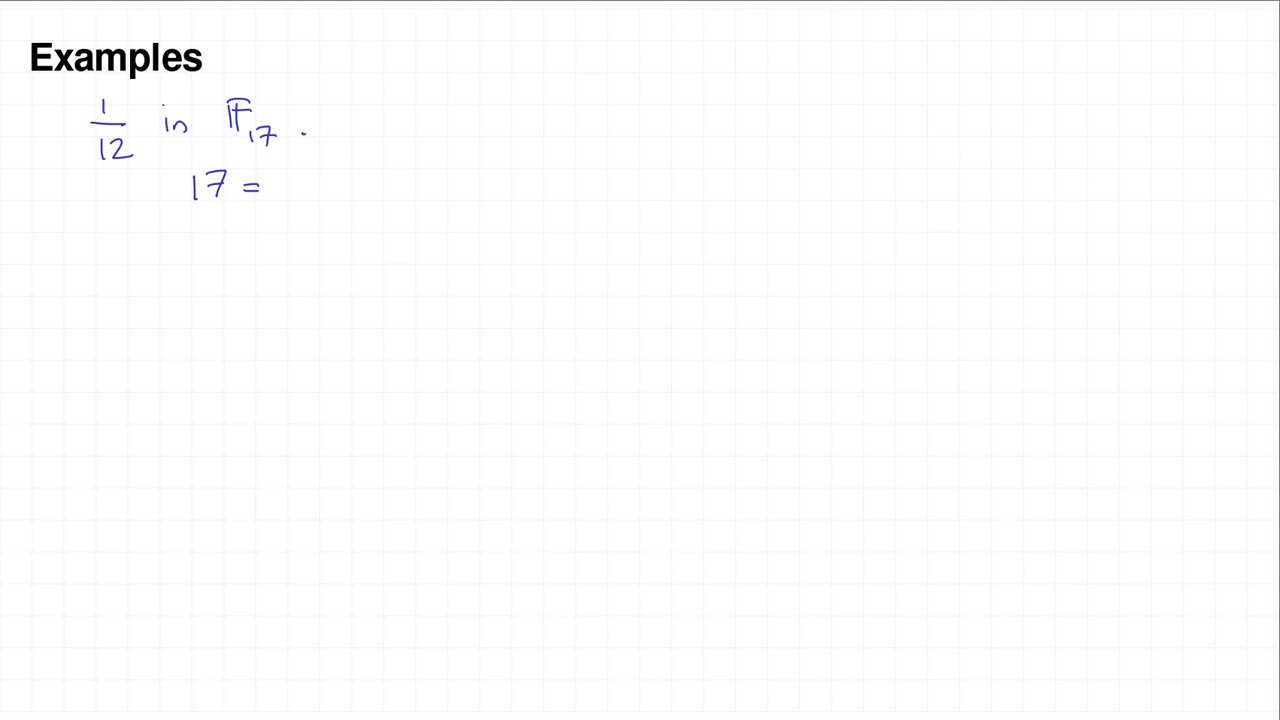 Examples
1/12 in 𝔽₁₇ .
17 =